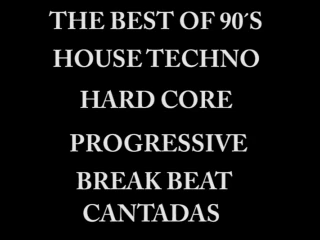 THE BEST OF 90´S
HOUSE TECHNO
HARD CORE
PROGRESSIVE
BREAK BEAT
CANTADAS